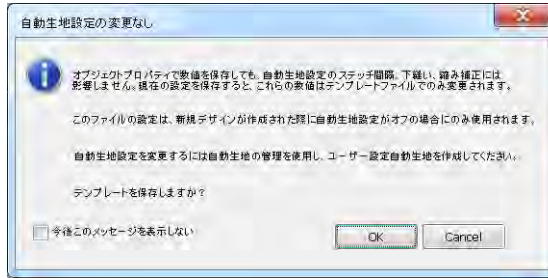 自動生地設定の変更なし
オブジェクトプロパティで数値を保存しても、自動生地設定のステッチ間隔、下縫い、縮み補正には
影響しません。現在の設定を保存すると、これらの数値はテンプレートファイルでのみ変更されます。
このファイルの設定は、新規デザインが作成された際に自動生地設定がオフの場合にのみ使用されます。
自動生地設定を変更するには自動生地の管理を使用し、ユーザー設定自動生地を作成してください。
テンプレートを保存しますか？
今後このメッセージを表示しない
OK
Cancel